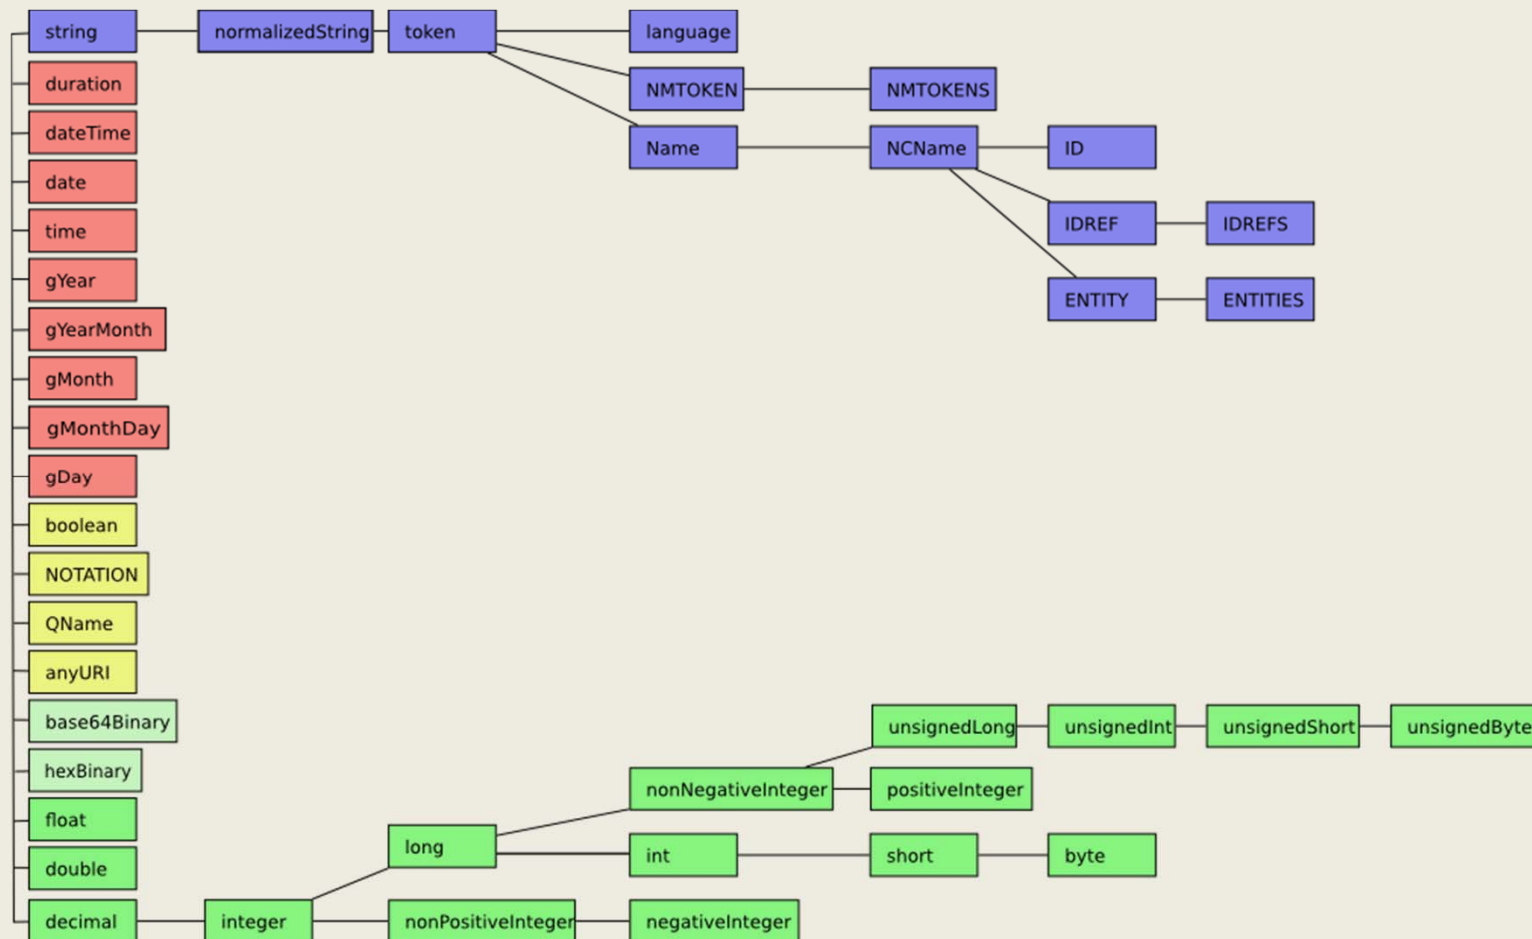 string normalizedString token language
duration
NMTOKEN NMTOKENS
dateTime
Name NCName ID
date
time
IDREF IDREFS
gYear
ENTITY ENTITIES
gYearMonth
gMonth
gMonthDay
gDay
boolean
NOTATION
QName
anyURI
base64Binary
unsignedLong unsignedInt unsignedShort unsignedByte
hexBinary
nonNegativeInteger positiveInteger
float
long
int short byte
double
decimal integer nonPositiveInteger negativeInteger